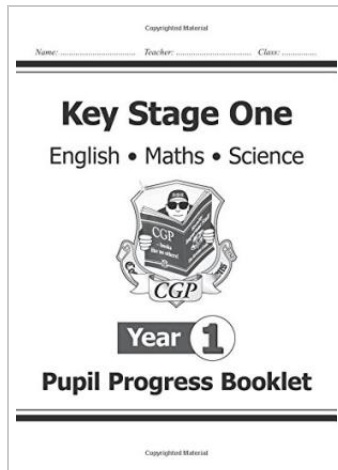 Copyrighted Material
Name: ................................ Teacher: ................................ Class: ...............
Key Stage One
English • Maths • Science
CGP
CGP
Year 1
Pupil Progress Booklet
Copyrighted Material